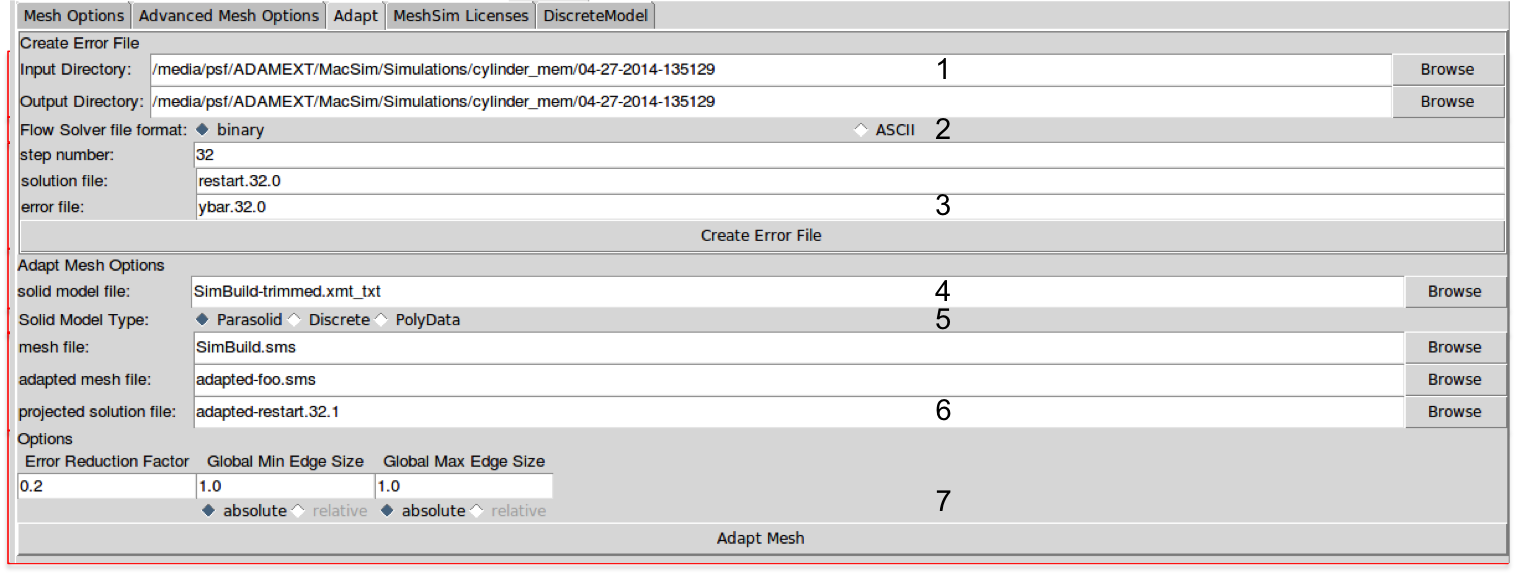 Mesh Options Advanced Mesh Options Adapt MeshSim Licenses DiscreteModel
Create Error File
Input Directory: /media/psf/ADAMEXT/MacSim/Simulations/cylinder_mem/04-27-2014-135129 1 Browse
Output Directory: /media/psf/ADAMEXT/MacSim/Simulations/cylinder_mem/04-27-2014-135129 Browse
Flow Solver file format: binary ASCII 2
step number: 32
solution file: restart.32.0
error file: ybar.32.0 3
Create Error File
Adapt Mesh Options
solid model file: SimBuild-trimmed.xmt_txt 4 Browse
Solid Model Type: Parasolid Discrete PolyData 5
mesh file: SimBuild.sms Browse
adapted mesh file: adapted-foo.sms Browse
projected solution file: adapted-restart.32.1 6 Browse
Options
Error Reduction Factor Global Min Edge Size Global Max Edge Size
0.2 1.0 1.0
absolute relative absolute relative 7
Adapt Mesh